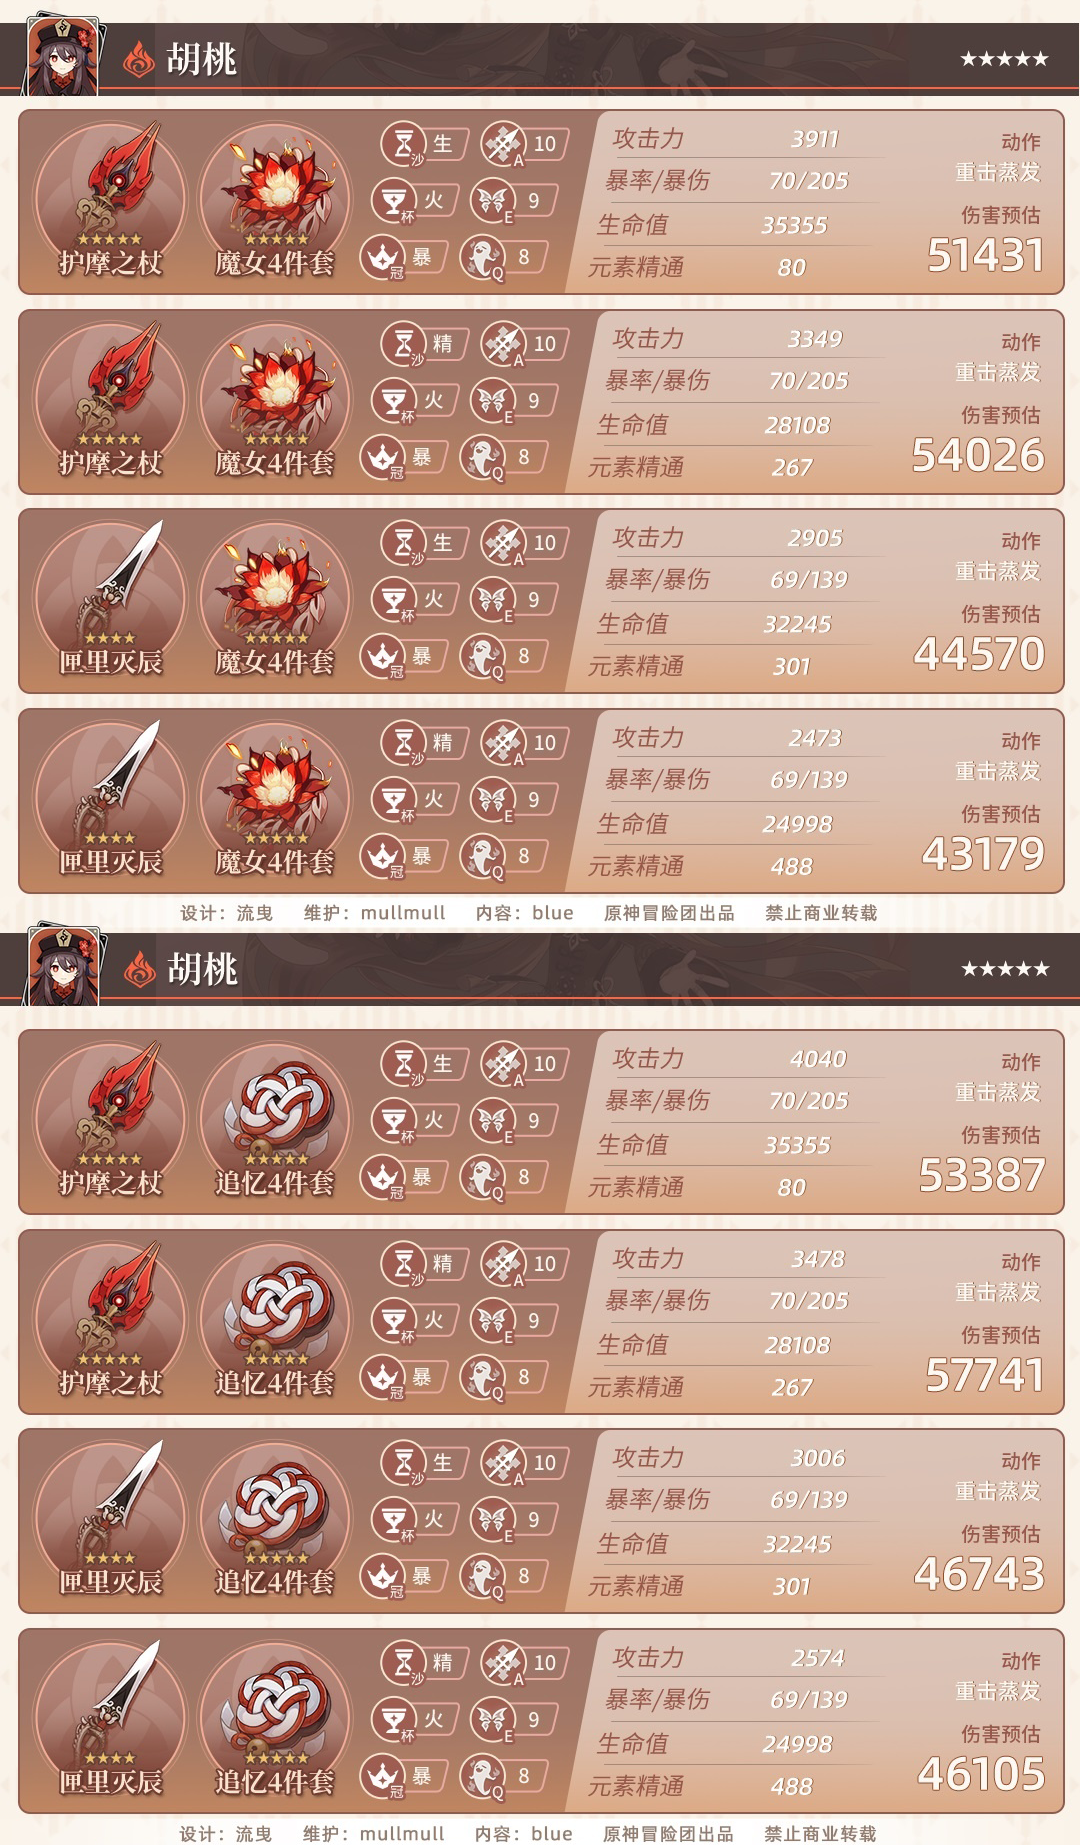 胡桃
★★★★★
护摩之杖
魔女4件套
沙 生
A 10
杯 火
E 9
冠 暴
Q 8
攻击力 3911
暴率/暴伤 70/205
生命值 35355
元素精通 80
动作
重击蒸发
伤害预估
51431
护摩之杖
魔女4件套
沙 精
A 10
杯 火
E 9
冠 暴
Q 8
攻击力 3349
暴率/暴伤 70/205
生命值 28108
元素精通 267
动作
重击蒸发
伤害预估
54026
匣里灭辰
魔女4件套
沙 生
A 10
杯 火
E 9
冠 暴
Q 8
攻击力 2905
暴率/暴伤 69/139
生命值 32245
元素精通 301
动作
重击蒸发
伤害预估
44570
匣里灭辰
魔女4件套
沙 精
A 10
杯 火
E 9
冠 暴
Q 8
攻击力 2473
暴率/暴伤 69/139
生命值 24998
元素精通 488
动作
重击蒸发
伤害预估
43179
设计：流曳 维护：mullmull 内容：blue 原神冒险团出品 禁止商业转载
胡桃
★★★★★
护摩之杖
追忆4件套
沙 生
A 10
杯 火
E 9
冠 暴
Q 8
攻击力 4040
暴率/暴伤 70/205
生命值 35355
元素精通 80
动作
重击蒸发
伤害预估
53387
护摩之杖
追忆4件套
沙 精
A 10
杯 火
E 9
冠 暴
Q 8
攻击力 3478
暴率/暴伤 70/205
生命值 28108
元素精通 267
动作
重击蒸发
伤害预估
57741
匣里灭辰
追忆4件套
沙 生
A 10
杯 火
E 9
冠 暴
Q 8
攻击力 3006
暴率/暴伤 69/139
生命值 32245
元素精通 301
动作
重击蒸发
伤害预估
46743
匣里灭辰
追忆4件套
沙 精
A 10
杯 火
E 9
冠 暴
Q 8
攻击力 2574
暴率/暴伤 69/139
生命值 24998
元素精通 488
动作
重击蒸发
伤害预估
46105
设计：流曳 维护：mullmull 内容：blue 原神冒险团出品 禁止商业转载